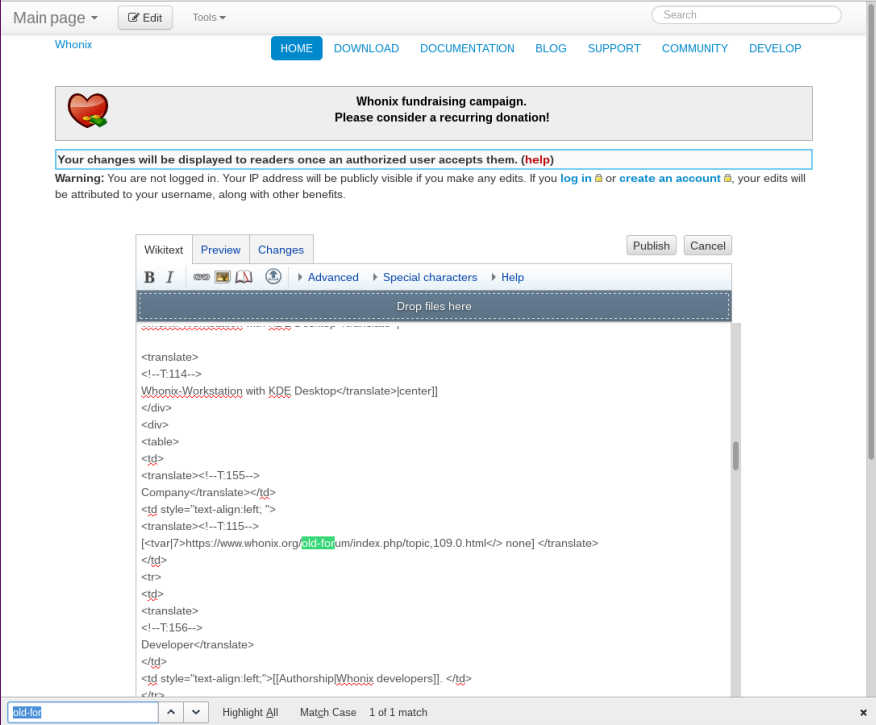 Main page
Edit
Tools
Search
Whonix
HOME DOWNLOAD DOCUMENTATION BLOG SUPPORT COMMUNITY DEVELOP
Whonix fundraising campaign.
Please consider a recurring donation!
Your changes will be displayed to readers once an authorized user accepts them. (help)
Warning: You are not logged in. Your IP address will be publicly visible if you make any edits. If you log in or create an account, your edits will
be attributed to your username, along with other benefits.
Wikitext Preview Changes
Publish Cancel
B I Advanced Special characters Help
Drop files here
<translate>
<!--T:114-->
Whonix-Workstation with KDE Desktop</translate>|center]]
</div>
<div>
<table>
<td>
<translate><!--T:155-->
Company</translate></td>
<td style="text-align:left; ">
<translate><!--T:115-->
[<tvar|7>https://www.whonix.org/old-forum/index.php/topic,109.0.html</> none] </translate>
</td>
<tr>
<td>
<translate>
<!--T:156-->
Developer</translate>
</td>
<td style="text-align:left;">[[Authorship|Whonix developers]]. </td>
</tr>
old-for
Highlight All Match Case 1 of 1 match